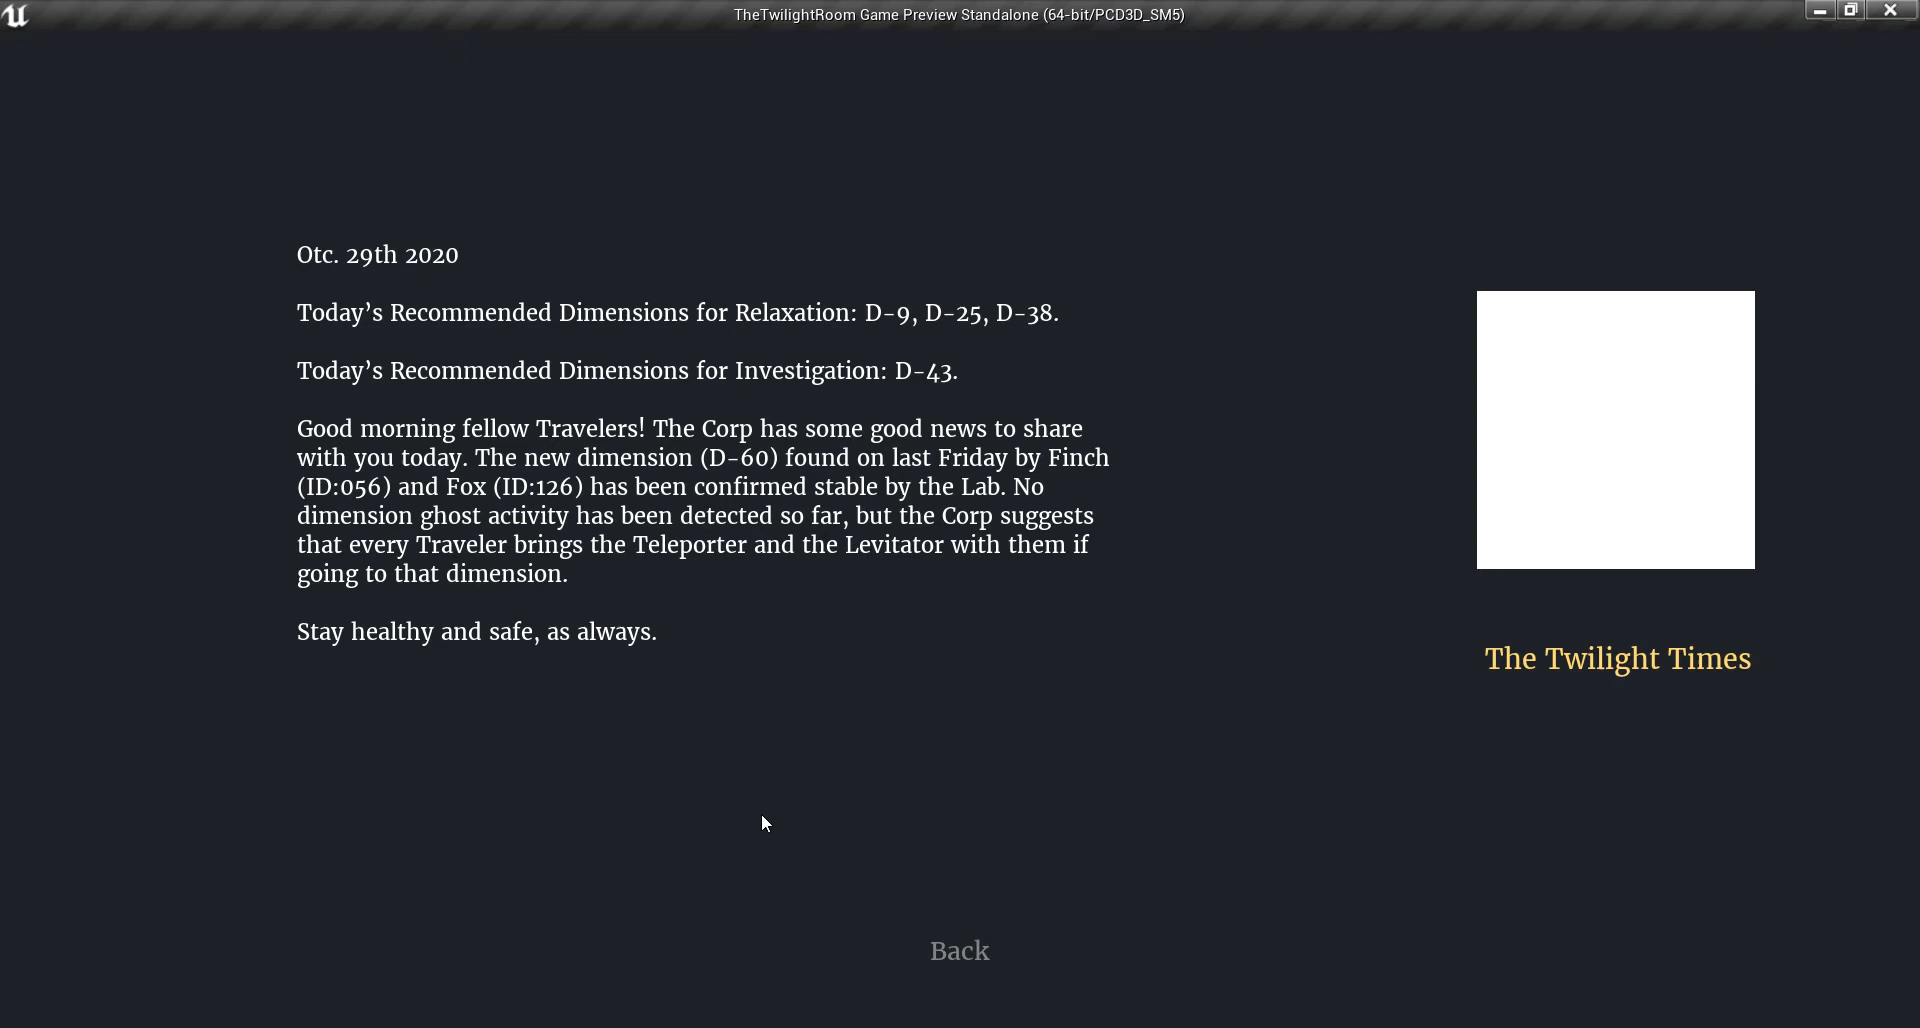 TheTwilightRoom Game Preview Standalone (64-bit/PCD3D_SM5)
Otc. 29th 2020
Today’s Recommended Dimensions for Relaxation: D-9, D-25, D-38.
Today’s Recommended Dimensions for Investigation: D-43.
Good morning fellow Travelers! The Corp has some good news to share
with you today. The new dimension (D-60) found on last Friday by Finch
(ID:056) and Fox (ID:126) has been confirmed stable by the Lab. No
dimension ghost activity has been detected so far, but the Corp suggests
that every Traveler brings the Teleporter and the Levitator with them if
going to that dimension.
Stay healthy and safe, as always.
The Twilight Times
Back